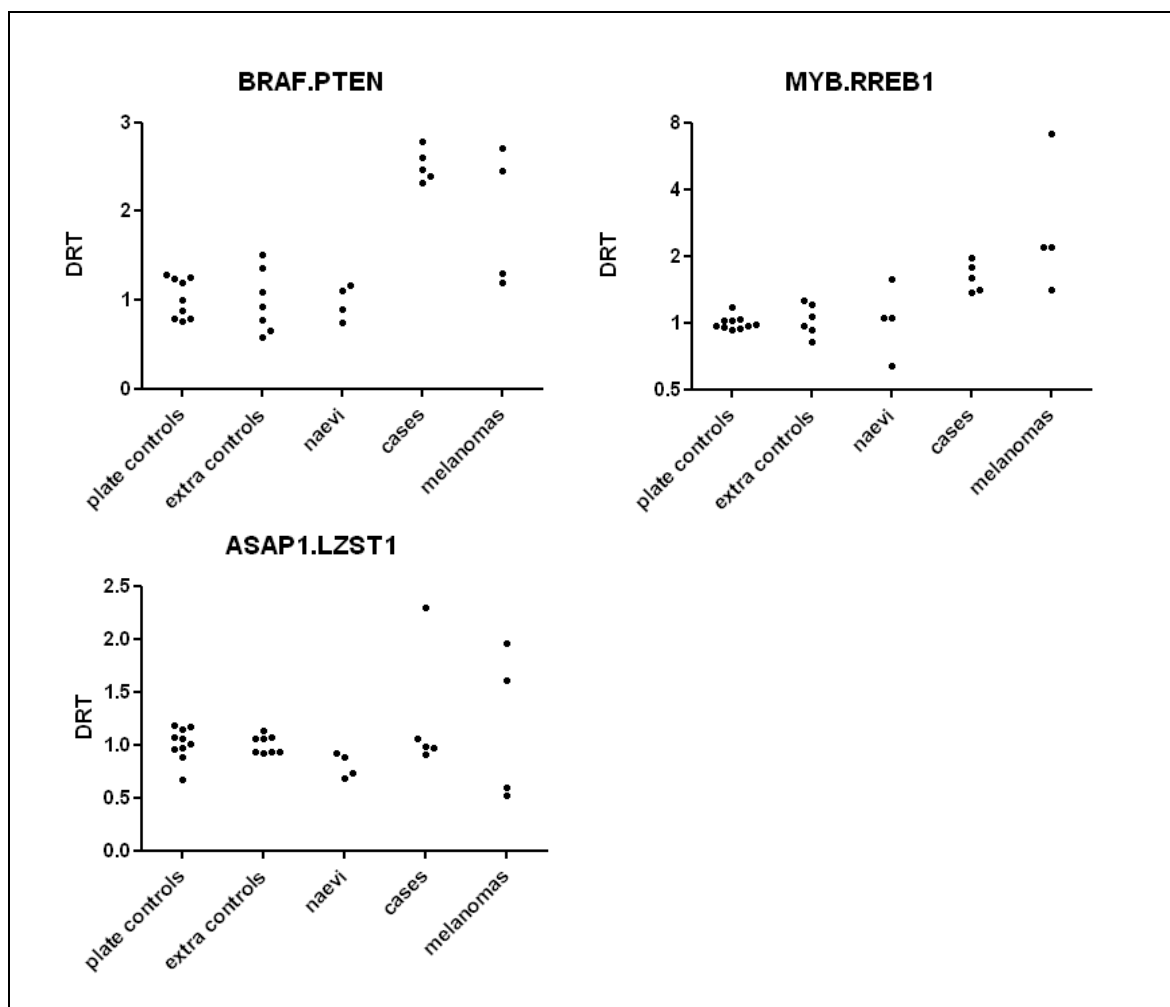 BRAF.PTEN
3
2
1
0
DRT
plate controls
extra controls
naevi
cases
melanomas
MYB.RREB1
8
4
2
1
0.5
DRT
plate controls
extra controls
naevi
cases
melanomas
ASAP1.LZST1
2.5
2.0
1.5
1.0
0.5
0.0
DRT
plate controls
extra controls
naevi
cases
melanomas